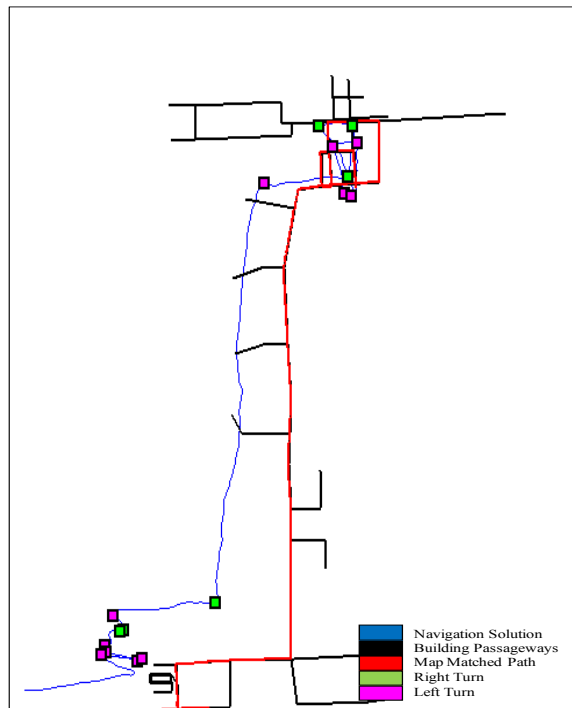 Navigation Solution
Building Passageways
Map Matched Path
Right Turn
Left Turn